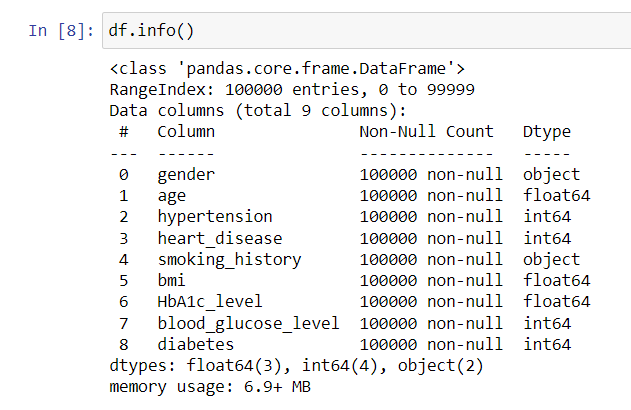 In [8]: df.info()
<class 'pandas.core.frame.DataFrame'>
RangeIndex: 100000 entries, 0 to 99999
Data columns (total 9 columns):
 #   Column               Non-Null Count   Dtype
---  ------               --------------   -----
 0   gender               100000 non-null  object
 1   age                  100000 non-null  float64
 2   hypertension         100000 non-null  int64
 3   heart_disease        100000 non-null  int64
 4   smoking_history      100000 non-null  object
 5   bmi                  100000 non-null  float64
 6   HbA1c_level          100000 non-null  float64
 7   blood_glucose_level  100000 non-null  int64
 8   diabetes             100000 non-null  int64
dtypes: float64(3), int64(4), object(2)
memory usage: 6.9+ MB